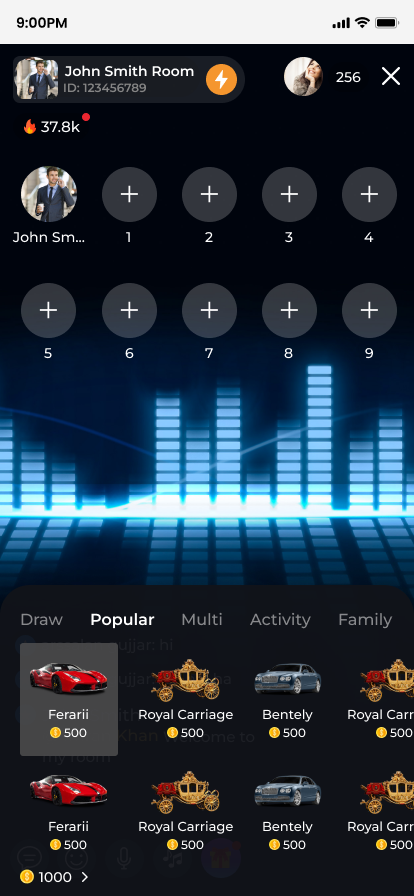 9:00PM
John Smith Room
ID: 123456789
256
37.8k
John Sm...
1
2
3
4
5
6
7
8
9
Draw Popular Multi Activity Family
Ferarii
500
Royal Carriage
500
Bentely
500
Royal Carr
500
Ferarii
500
Royal Carriage
500
Bentely
500
Royal Carr
500
1000